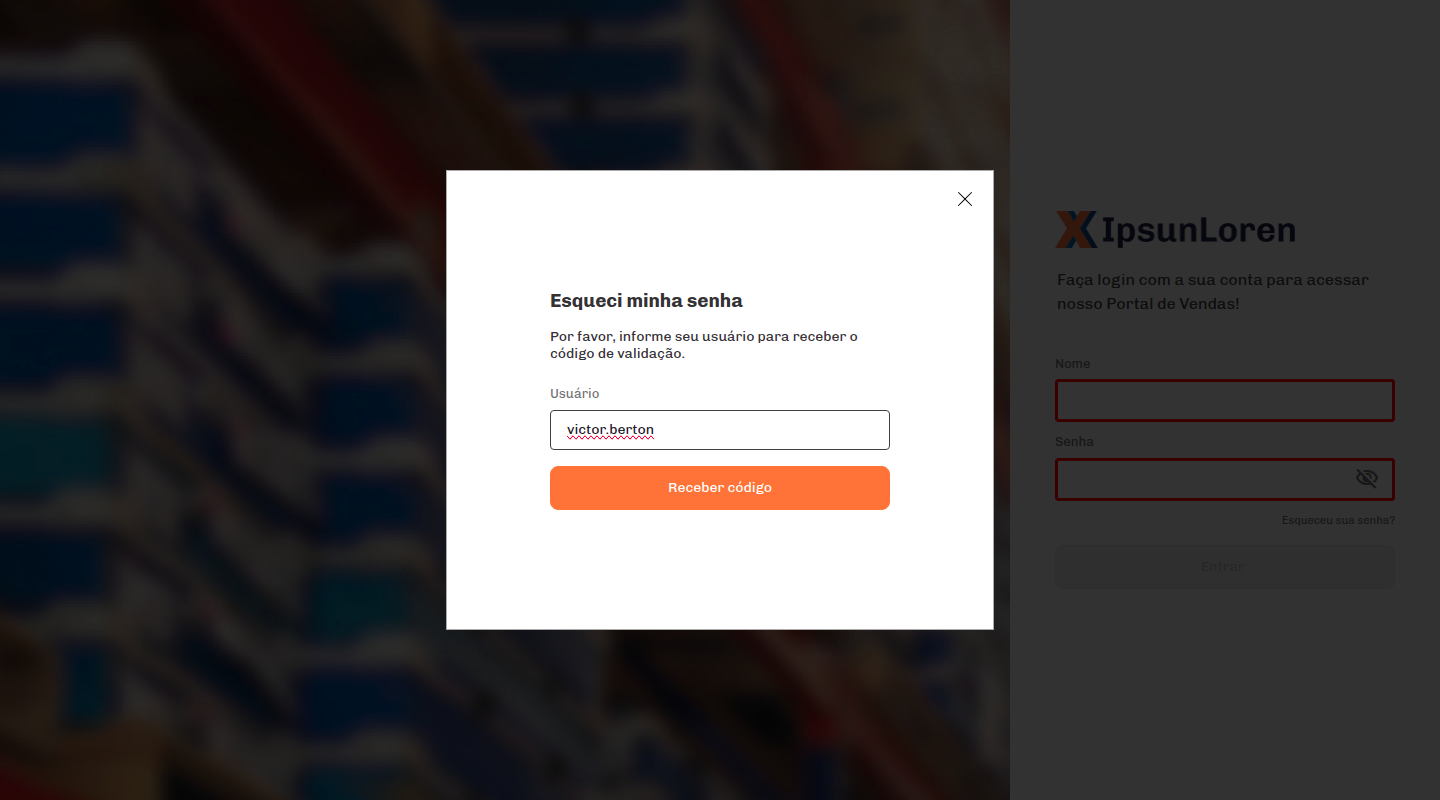 Esqueci minha senha
Por favor, informe seu usuário para receber o
código de validação.
Usuário
victor.berton
Receber código
IpsunLoren
Faça login com a sua conta para acessar
nosso Portal de Vendas!
Nome
Senha
Esqueceu sua senha?
Entrar